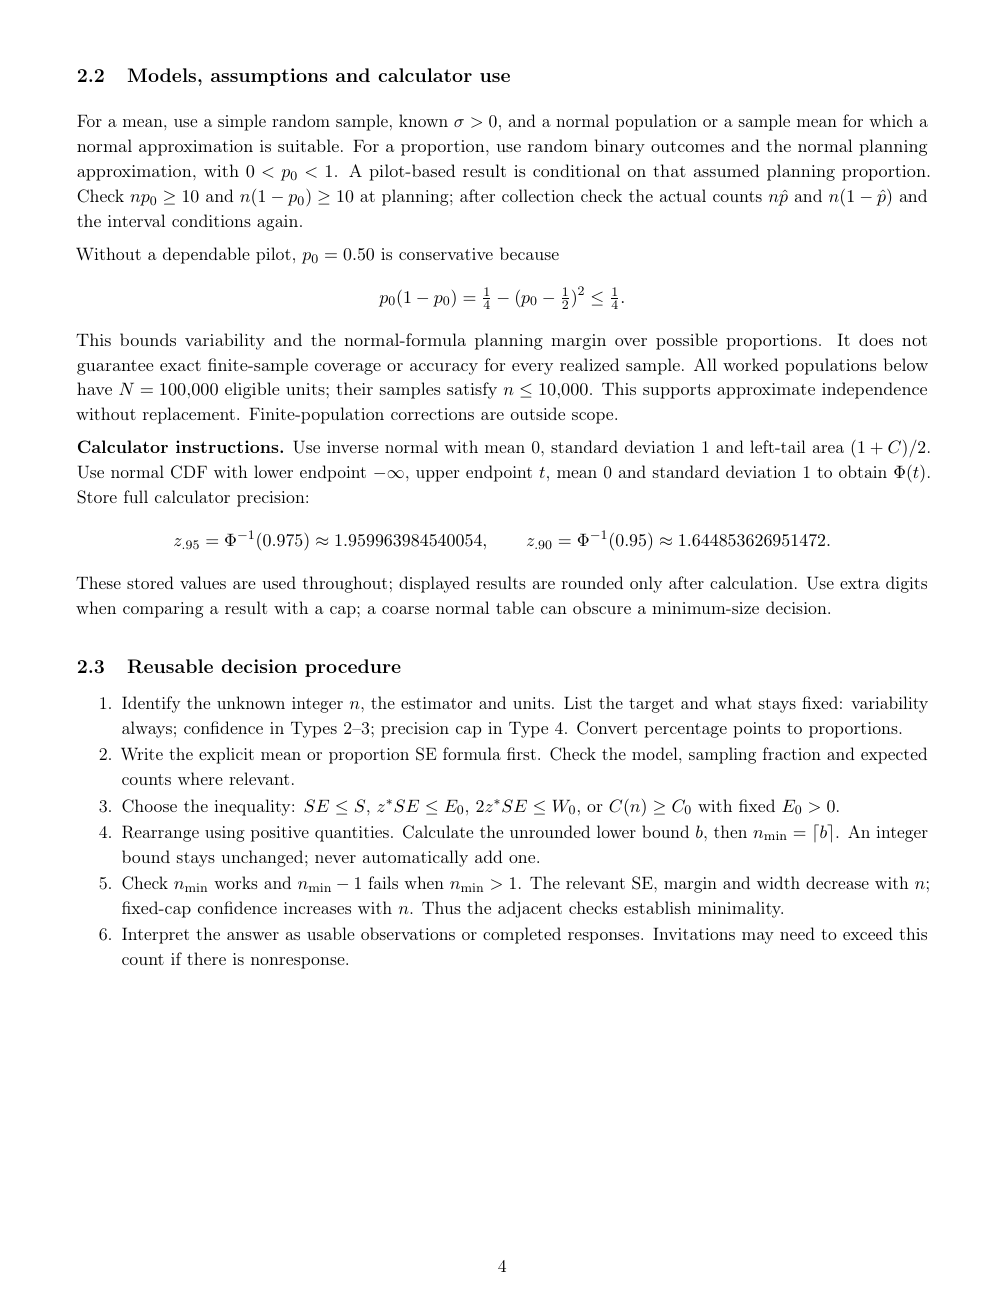 2.2 Models, assumptions and calculator use
For a mean, use a simple random sample, known σ > 0, and a normal population or a sample mean for which a
normal approximation is suitable. For a proportion, use random binary outcomes and the normal planning
approximation, with 0 < p₀ < 1. A pilot-based result is conditional on that assumed planning proportion.
Check np₀ ≥ 10 and n(1 − p₀) ≥ 10 at planning; after collection check the actual counts np̂ and n(1 − p̂) and
the interval conditions again.
Without a dependable pilot, p₀ = 0.50 is conservative because
p₀(1 − p₀) = 1/4 − (p₀ − 1/2)² ≤ 1/4.
This bounds variability and the normal-formula planning margin over possible proportions. It does not
guarantee exact finite-sample coverage or accuracy for every realized sample. All worked populations below
have N = 100,000 eligible units; their samples satisfy n ≤ 10,000. This supports approximate independence
without replacement. Finite-population corrections are outside scope.
Calculator instructions. Use inverse normal with mean 0, standard deviation 1 and left-tail area (1 + C)/2.
Use normal CDF with lower endpoint −∞, upper endpoint t, mean 0 and standard deviation 1 to obtain Φ(t).
Store full calculator precision:
z.₉₅ = Φ⁻¹(0.975) ≈ 1.959963984540054, z.₉₀ = Φ⁻¹(0.95) ≈ 1.644853626951472.
These stored values are used throughout; displayed results are rounded only after calculation. Use extra digits
when comparing a result with a cap; a coarse normal table can obscure a minimum-size decision.
2.3 Reusable decision procedure
1. Identify the unknown integer n, the estimator and units. List the target and what stays fixed: variability
always; confidence in Types 2–3; precision cap in Type 4. Convert percentage points to proportions.
2. Write the explicit mean or proportion SE formula first. Check the model, sampling fraction and expected
counts where relevant.
3. Choose the inequality: SE ≤ S, z*SE ≤ E₀, 2z*SE ≤ W₀, or C(n) ≥ C₀ with fixed E₀ > 0.
4. Rearrange using positive quantities. Calculate the unrounded lower bound b, then nₘᵢₙ = ⌈b⌉. An integer
bound stays unchanged; never automatically add one.
5. Check nₘᵢₙ works and nₘᵢₙ − 1 fails when nₘᵢₙ > 1. The relevant SE, margin and width decrease with n;
fixed-cap confidence increases with n. Thus the adjacent checks establish minimality.
6. Interpret the answer as usable observations or completed responses. Invitations may need to exceed this
count if there is nonresponse.
4